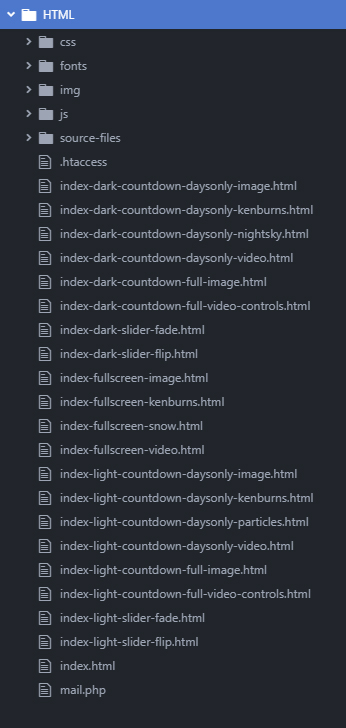 HTML
css
fonts
img
js
source-files
.htaccess
index-dark-countdown-daysonly-image.html
index-dark-countdown-daysonly-kenburns.html
index-dark-countdown-daysonly-nightsky.html
index-dark-countdown-daysonly-video.html
index-dark-countdown-full-image.html
index-dark-countdown-full-video-controls.html
index-dark-slider-fade.html
index-dark-slider-flip.html
index-fullscreen-image.html
index-fullscreen-kenburns.html
index-fullscreen-snow.html
index-fullscreen-video.html
index-light-countdown-daysonly-image.html
index-light-countdown-daysonly-kenburns.html
index-light-countdown-daysonly-particles.html
index-light-countdown-daysonly-video.html
index-light-countdown-full-image.html
index-light-countdown-full-video-controls.html
index-light-slider-fade.html
index-light-slider-flip.html
index.html
mail.php